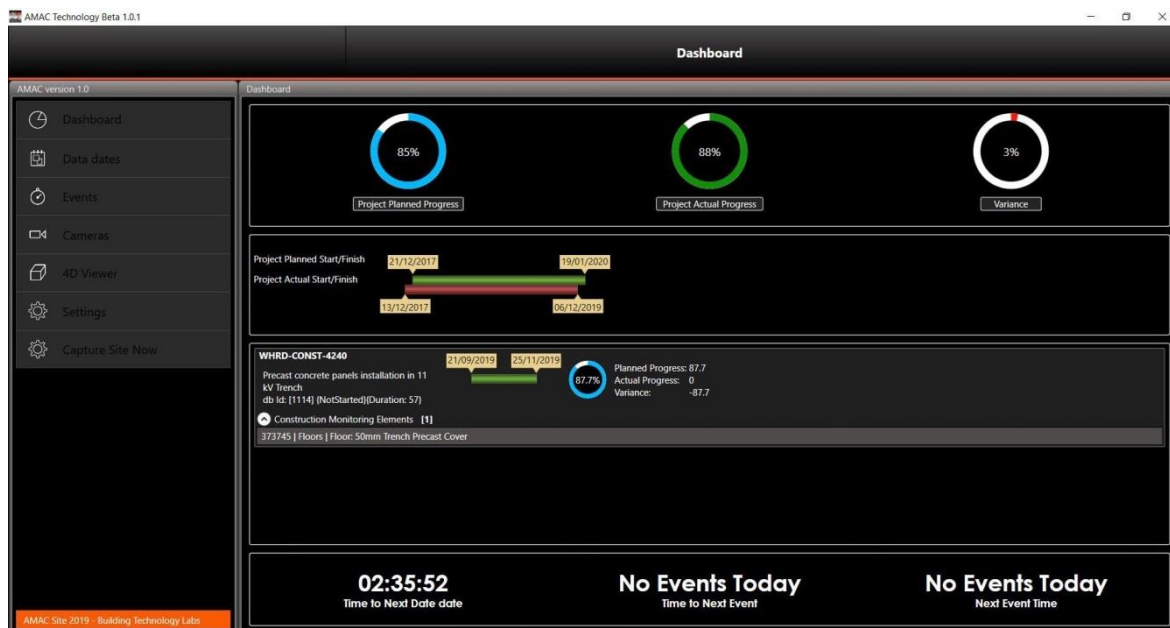 AMAC Technology Beta 1.0.1
Dashboard
AMAC version 1.0
Dashboard
Data dates
Events
Cameras
4D Viewer
Settings
Capture Site Now
AMAC Site 2019 - Building Technology Labs
Dashboard
85%
Project Planned Progress
88%
Project Actual Progress
3%
Variance
Project Planned Start/Finish
21/12/2017
19/01/2020
Project Actual Start/Finish
13/12/2017
06/12/2019
WHRD-CONST-4240
Precast concrete panels installation in 11
kV Trench
db Id: [1114] {NotStarted}{Duration: 57}
21/09/2019
25/11/2019
87.7%
Planned Progress: 87.7
Actual Progress: 0
Variance: -87.7
Construction Monitoring Elements [1]
373745 | Floors | Floor: 50mm Trench Precast Cover
02:35:52
Time to Next Date date
No Events Today
Time to Next Event
No Events Today
Next Event Time